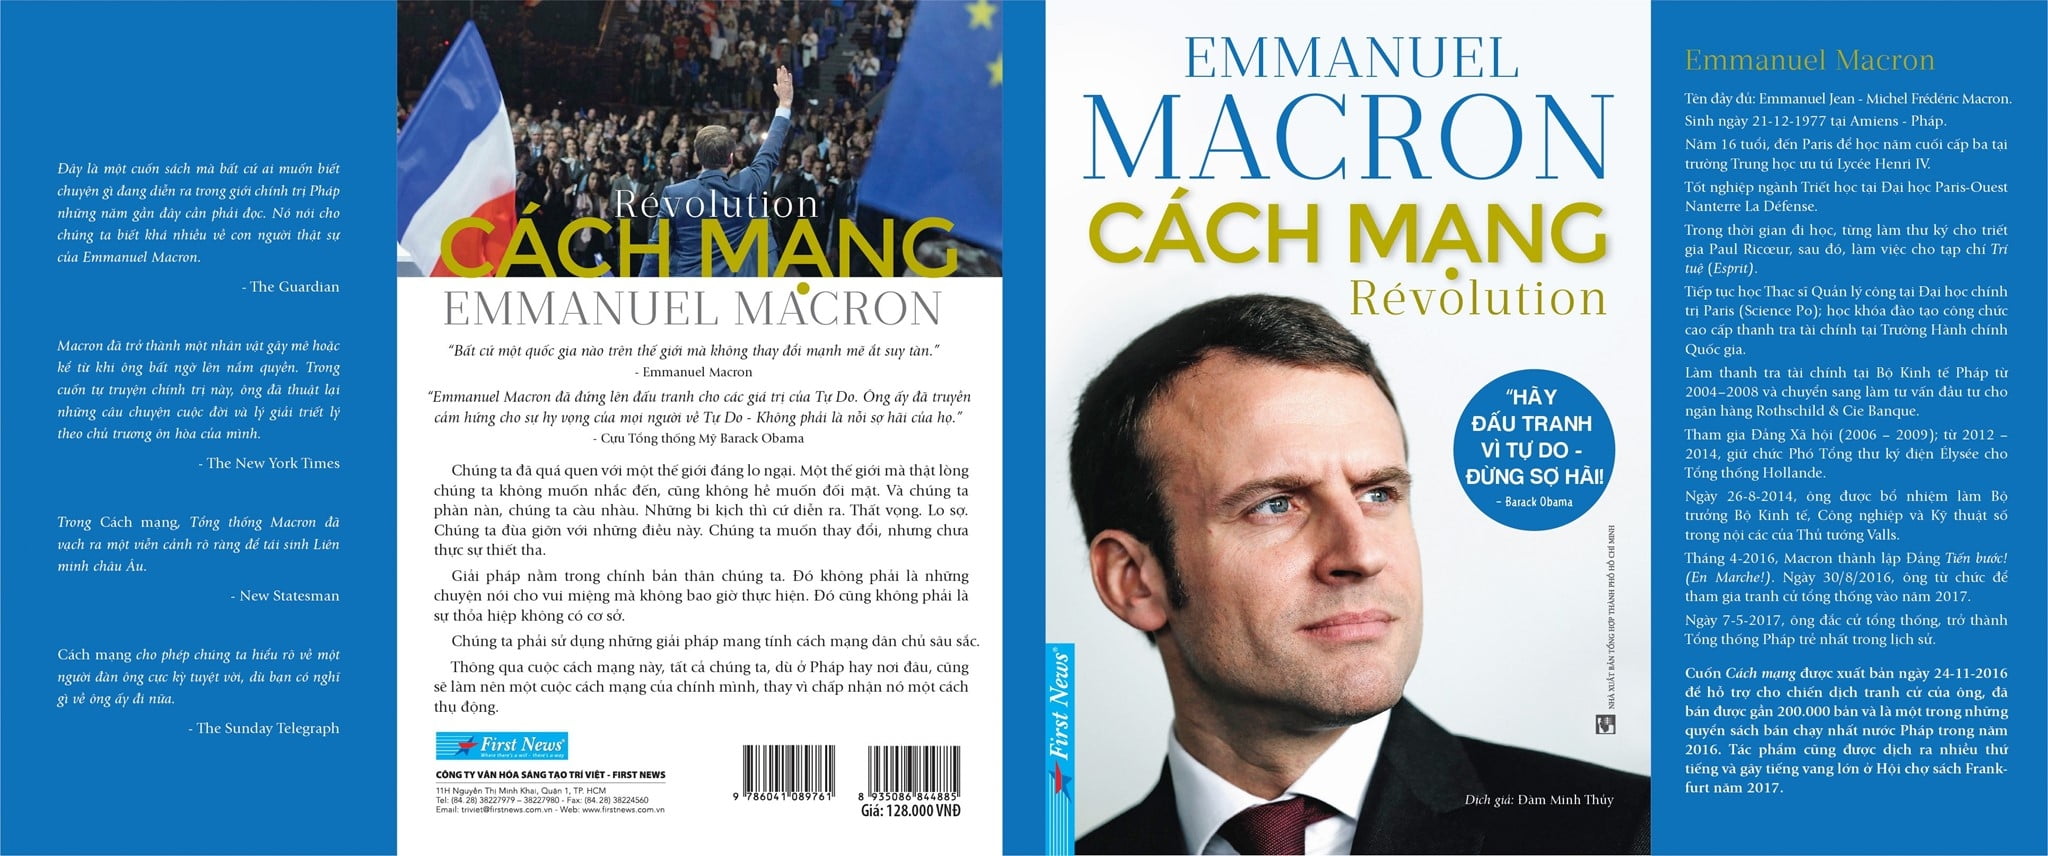 Đây là một cuốn sách mà bất cứ ai muốn biết
chuyện gì đang diễn ra trong giới chính trị Pháp
những năm gần đây cần phải đọc. Nó nói cho
chúng ta biết khá nhiều về con người thật sự
của Emmanuel Macron.
- The Guardian
Macron đã trở thành một nhân vật gây mê hoặc
kể từ khi ông bất ngờ lên nắm quyền. Trong
cuốn tự truyện chính trị này, ông đã thuật lại
những câu chuyện cuộc đời và lý giải triết lý
theo chủ trương ôn hòa của mình.
- The New York Times
Trong Cách mạng, Tổng thống Macron đã
vạch ra một viễn cảnh rõ ràng để tái sinh Liên
minh châu Âu.
- New Statesman
Cách mạng cho phép chúng ta hiểu rõ về một
người đàn ông cực kỳ tuyệt vời, dù bạn có nghĩ
gì về ông ấy đi nữa.
- The Sunday Telegraph
Révolution
CÁCH MẠNG
EMMANUEL MACRON
“Bất cứ một quốc gia nào trên thế giới mà không thay đổi mạnh mẽ ắt suy tàn.”
- Emmanuel Macron
“Emmanuel Macron đã đứng lên đấu tranh cho các giá trị của Tự Do. Ông ấy đã truyền
cảm hứng cho sự hy vọng của mọi người về Tự Do - Không phải là nỗi sợ hãi của họ.”
- Cựu Tổng thống Mỹ Barack Obama
Chúng ta đã quá quen với một thế giới đáng lo ngại. Một thế giới mà thật lòng
chúng ta không muốn nhắc đến, cũng không hề muốn đối mặt. Và chúng ta
phàn nàn, chúng ta càu nhàu. Những bi kịch thì cứ diễn ra. Thất vọng. Lo sợ.
Chúng ta đùa giỡn với những điều này. Chúng ta muốn thay đổi, nhưng chưa
thực sự thiết tha.
Giải pháp nằm trong chính bản thân chúng ta. Đó không phải là những
chuyện nói cho vui miệng mà không bao giờ thực hiện. Đó cũng không phải là
sự thỏa hiệp không có cơ sở.
Chúng ta phải sử dụng những giải pháp mang tính cách mạng dân chủ sâu sắc.
Thông qua cuộc cách mạng này, tất cả chúng ta, dù ở Pháp hay nơi đâu, cũng
sẽ làm nên một cuộc cách mạng của chính mình, thay vì chấp nhận nó một cách
thụ động.
First News
Where there's a will - there's a way
CÔNG TY VĂN HÓA SÁNG TẠO TRÍ VIỆT - FIRST NEWS
11H Nguyễn Thị Minh Khai, Quận 1, TP. HCM
Tel: (84.28) 38227979 – 38227980 - Fax: (84.28) 38224560
Email: triviet@firstnews.com.vn - Web: www.firstnews.com.vn
9 786041 089761
8 935086 844885
Giá: 128.000 VNĐ
EMMANUEL
MACRON
CÁCH MẠNG
Révolution
“HÃY
ĐẤU TRANH
VÌ TỰ DO -
ĐỪNG SỢ HÃI!
– Barack Obama
NHÀ XUẤT BẢN TỔNG HỢP THÀNH PHỐ HỒ CHÍ MINH
First News®
Dịch giả: Đàm Minh Thủy
Emmanuel Macron
Tên đầy đủ: Emmanuel Jean - Michel Frédéric Macron.
Sinh ngày 21-12-1977 tại Amiens - Pháp.
Năm 16 tuổi, đến Paris để học năm cuối cấp ba tại
trường Trung học ưu tú Lycée Henri IV.
Tốt nghiệp ngành Triết học tại Đại học Paris-Ouest
Nanterre La Défense.
Trong thời gian đi học, từng làm thư ký cho triết
gia Paul Ricœur, sau đó, làm việc cho tạp chí Trí
tuệ (Esprit).
Tiếp tục học Thạc sĩ Quản lý công tại Đại học chính
trị Paris (Science Po); học khóa đào tạo công chức
cao cấp thanh tra tài chính tại Trường Hành chính
Quốc gia.
Làm thanh tra tài chính tại Bộ Kinh tế Pháp từ
2004–2008 và chuyển sang làm tư vấn đầu tư cho
ngân hàng Rothschild & Cie Banque.
Tham gia Đảng Xã hội (2006 – 2009); từ 2012 –
2014, giữ chức Phó Tổng thư ký điện Élysée cho
Tổng thống Hollande.
Ngày 26-8-2014, ông được bổ nhiệm làm Bộ
trưởng Bộ Kinh tế, Công nghiệp và Kỹ thuật số
trong nội các của Thủ tướng Valls.
Tháng 4-2016, Macron thành lập Đảng Tiến bước!
(En Marche!). Ngày 30/8/2016, ông từ chức để
tham gia tranh cử tổng thống vào năm 2017.
Ngày 7-5-2017, ông đắc cử tổng thống, trở thành
Tổng thống Pháp trẻ nhất trong lịch sử.
Cuốn Cách mạng được xuất bản ngày 24-11-2016
để hỗ trợ cho chiến dịch tranh cử của ông, đã
bán được gần 200.000 bản và là một trong những
quyển sách bán chạy nhất nước Pháp trong năm
2016. Tác phẩm cũng được dịch ra nhiều thứ
tiếng và gây tiếng vang lớn ở Hội chợ sách Frank-
furt năm 2017.